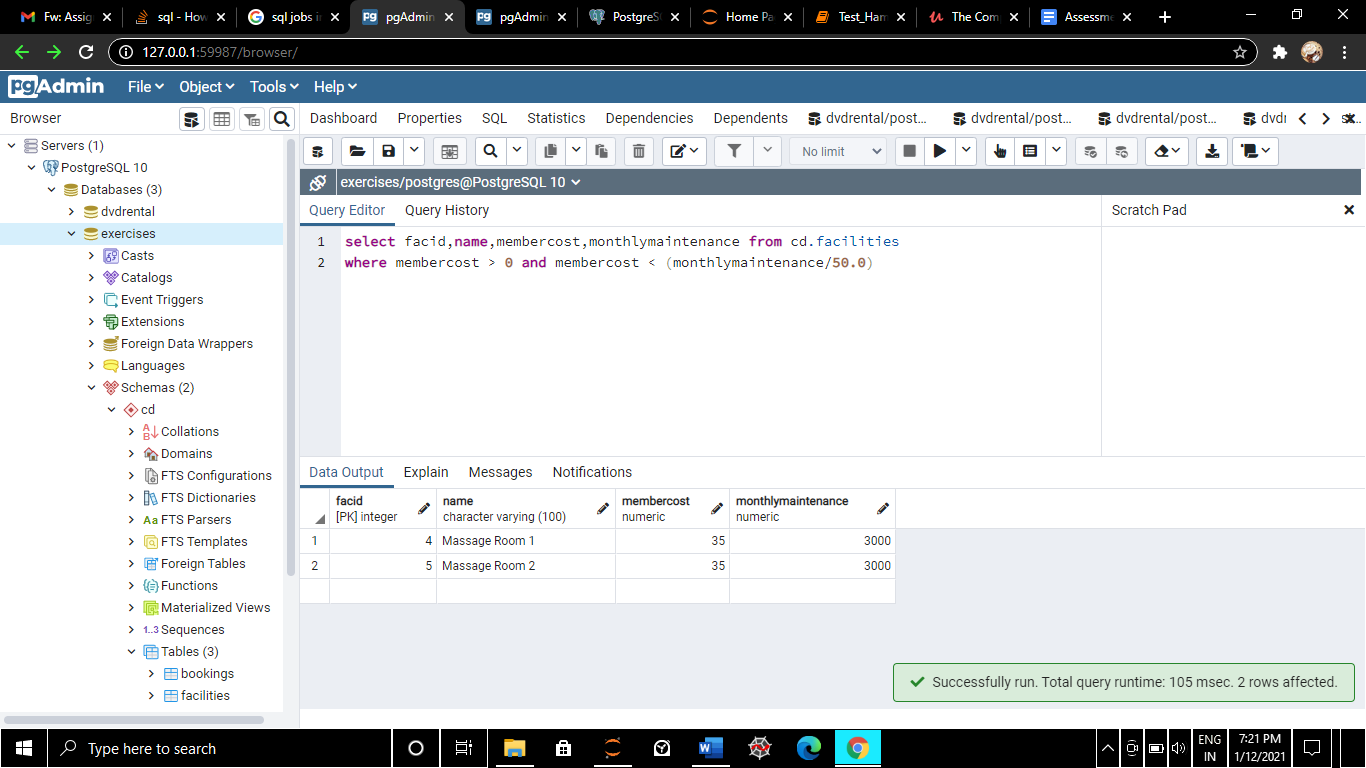 Fw: Assig
sql - How
sql jobs i
pgAdmin
pgAdmin
PostgreS
Home Pa
Test_Ham
The Com
Assessme
127.0.0.1:59987/browser/
pgAdmin File Object Tools Help
Browser
Dashboard Properties SQL Statistics Dependencies Dependents dvdrental/post... dvdrental/post... dvdrental/post... dvdr
Servers (1)
PostgreSQL 10
Databases (3)
dvdrental
exercises
Casts
Catalogs
Event Triggers
Extensions
Foreign Data Wrappers
Languages
Schemas (2)
cd
Collations
Domains
FTS Configurations
FTS Dictionaries
Aa FTS Parsers
FTS Templates
Foreign Tables
Functions
Materialized Views
1..3 Sequences
Tables (3)
bookings
facilities
No limit
exercises/postgres@PostgreSQL 10
Query Editor Query History
Scratch Pad
1 select facid,name,membercost,monthlymaintenance from cd.facilities
2 where membercost > 0 and membercost < (monthlymaintenance/50.0)
Data Output Explain Messages Notifications
facid name membercost monthlymaintenance
[PK] integer character varying (100) numeric numeric
1 4 Massage Room 1 35 3000
2 5 Massage Room 2 35 3000
Successfully run. Total query runtime: 105 msec. 2 rows affected.
Type here to search
ENG
IN
7:21 PM
1/12/2021